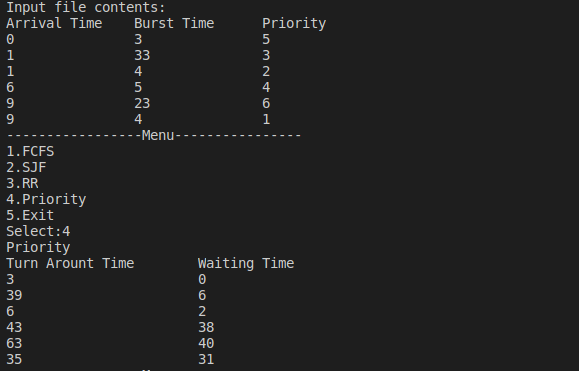 Input file contents:
Arrival Time    Burst Time      Priority
0               3               5
1               33              3
1               4               2
6               5               4
9               23              6
9               4               1
-----------------Menu----------------
1.FCFS
2.SJF
3.RR
4.Priority
5.Exit
Select:4
Priority
Turn Arount Time        Waiting Time
3                       0
39                      6
6                       2
43                      38
63                      40
35                      31